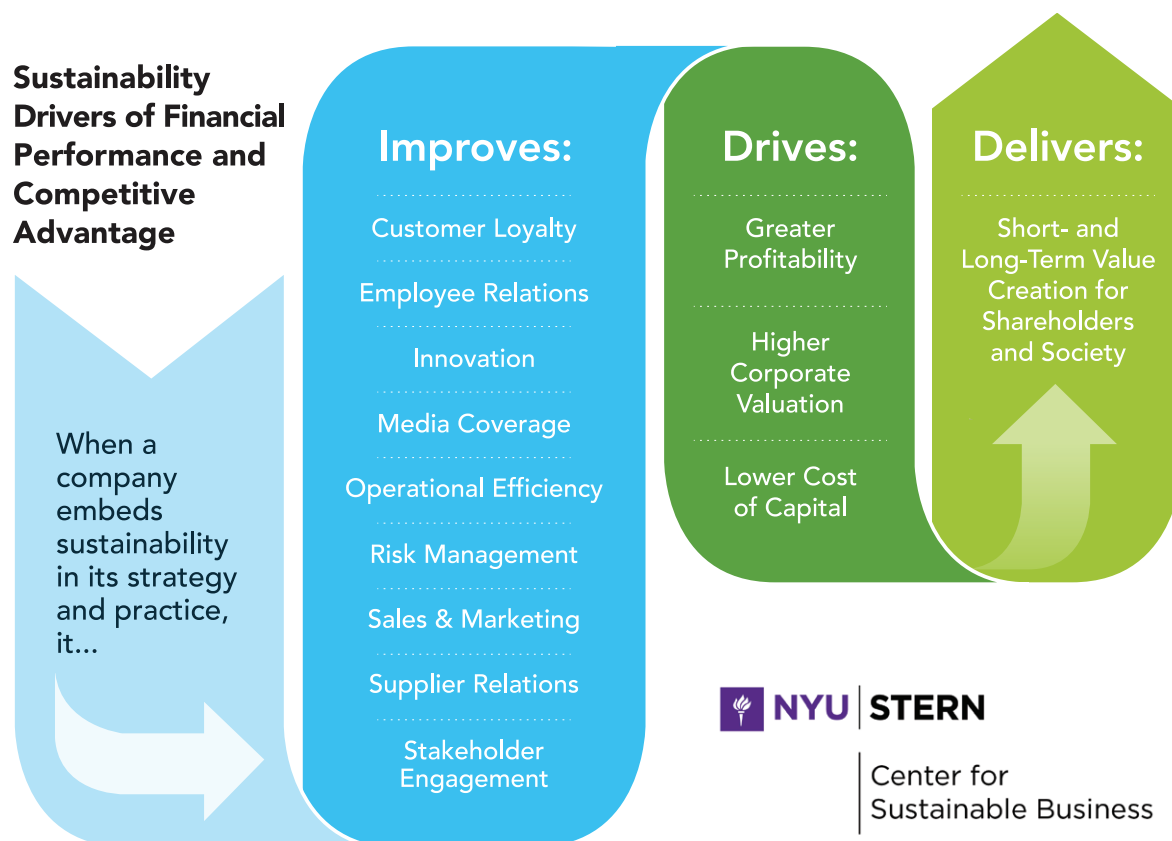 Sustainability
Drivers of Financial
Performance and
Competitive
Advantage
When a
company
embeds
sustainability
in its strategy
and practice,
it...
Improves:
Customer Loyalty
Employee Relations
Innovation
Media Coverage
Operational Efficiency
Risk Management
Sales & Marketing
Supplier Relations
Stakeholder
Engagement
Drives:
Greater
Profitability
Higher
Corporate
Valuation
Lower Cost
of Capital
Delivers:
Short- and
Long-Term Value
Creation for
Shareholders
and Society
NYU STERN
Center for
Sustainable Business